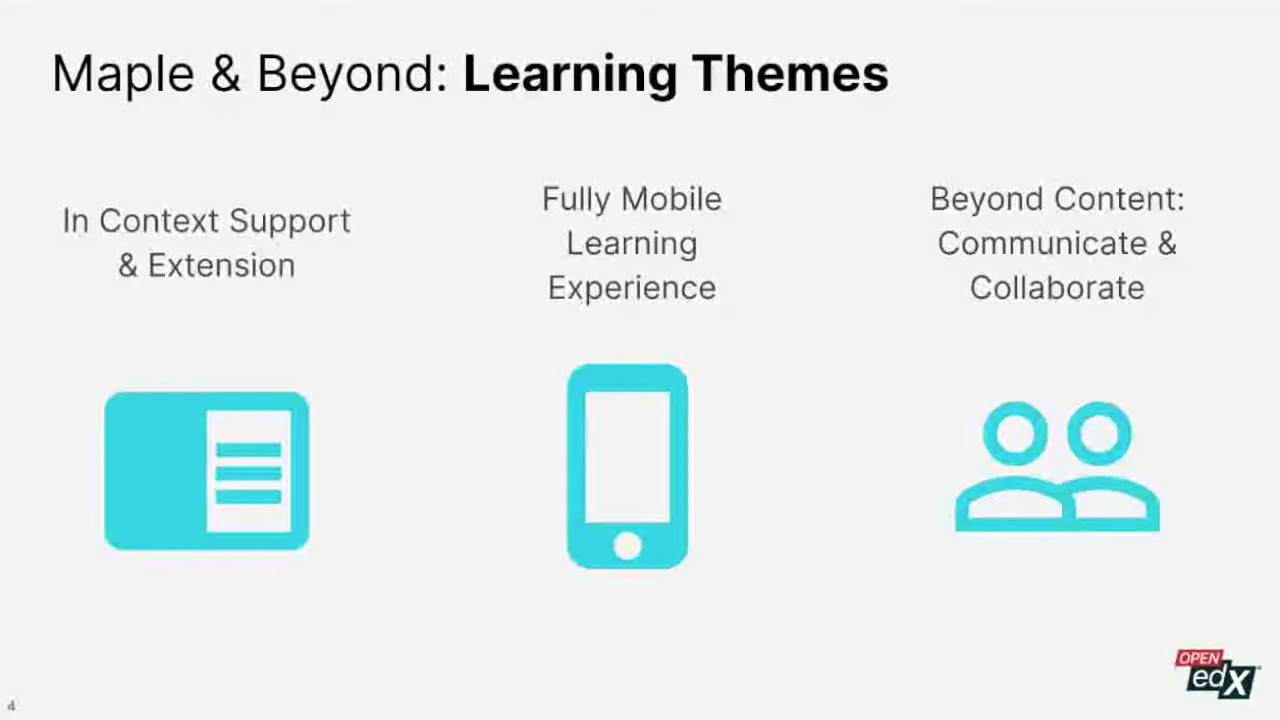 Maple & Beyond: Learning Themes
In Context Support
& Extension
Fully Mobile
Learning
Experience
Beyond Content:
Communicate &
Collaborate
OPEN
edX
4